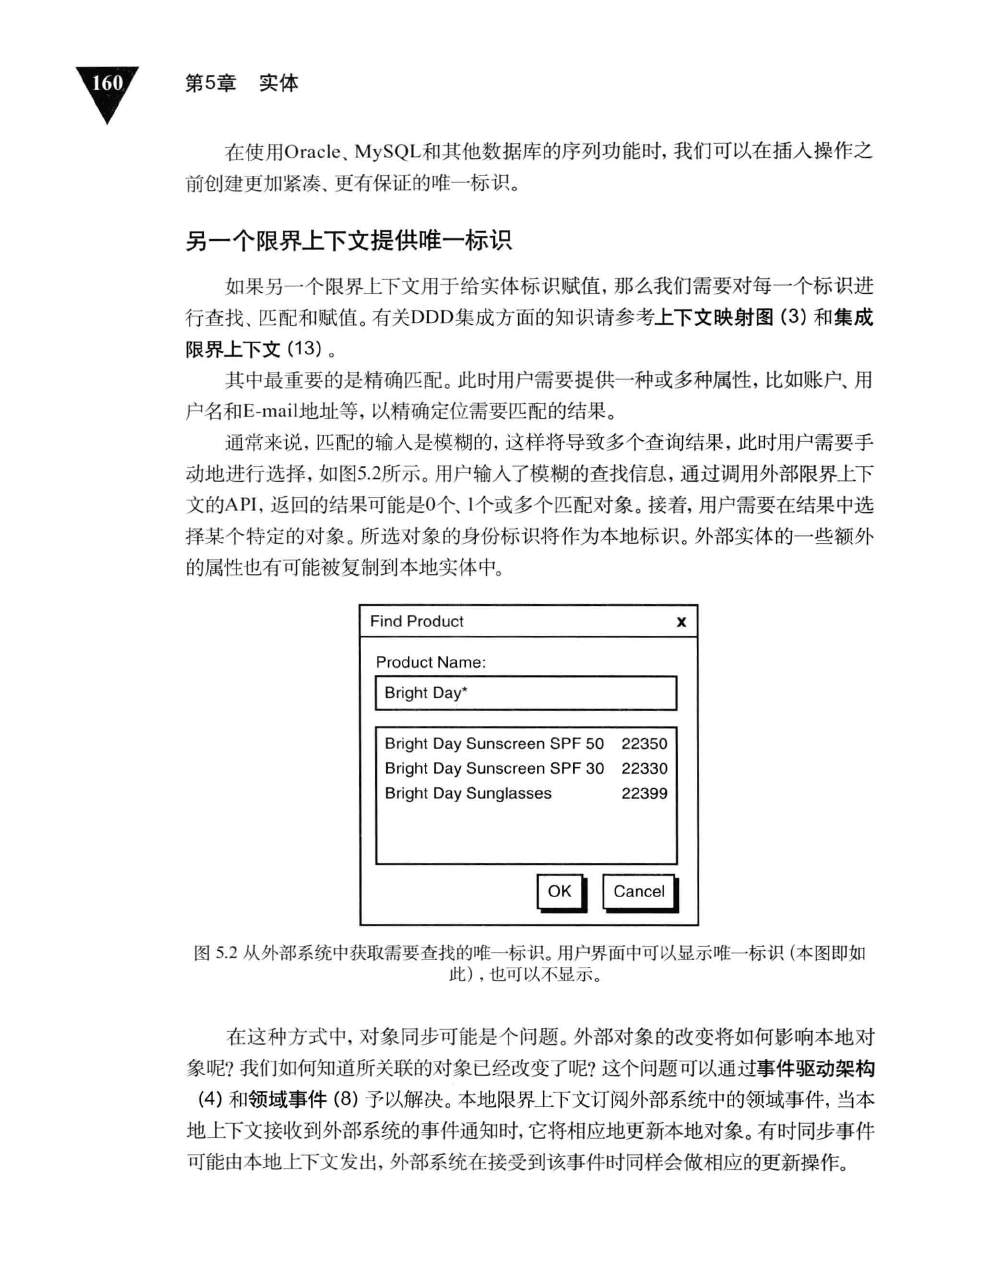 160
第5章 实体
在使用Oracle、MySQL和其他数据库的序列功能时，我们可以在插入操作之
前创建更加紧凑、更有保证的唯一标识。
另一个限界上下文提供唯一标识
如果另一个限界上下文用于给实体标识赋值，那么我们需要对每一个标识进
行查找、匹配和赋值。有关DDD集成方面的知识请参考上下文映射图（3）和集成
限界上下文（13）。
其中最重要的是精确匹配。此时用户需要提供一种或多种属性，比如账户、用
户名和E-mail地址等，以精确定位需要匹配的结果。
通常来说，匹配的输入是模糊的，这样将导致多个查询结果，此时用户需要手
动地进行选择，如图5.2所示。用户输入了模糊的查找信息，通过调用外部限界上下
文的API，返回的结果可能是0个、1个或多个匹配对象。接着，用户需要在结果中选
择某个特定的对象。所选对象的身份标识将作为本地标识。外部实体的一些额外
的属性也有可能被复制到本地实体中。
Find Product X
Product Name:
Bright Day*
Bright Day Sunscreen SPF 50 22350
Bright Day Sunscreen SPF 30 22330
Bright Day Sunglasses 22399
OK Cancel
图 5.2 从外部系统中获取需要查找的唯一标识。用户界面中可以显示唯一标识（本图即如
此），也可以不显示。
在这种方式中，对象同步可能是个问题。外部对象的改变将如何影响本地对
象呢？我们如何知道所关联的对象已经改变了呢？这个问题可以通过事件驱动架构
（4）和领域事件（8）予以解决。本地限界上下文订阅外部系统中的领域事件，当本
地上下文接收到外部系统的事件通知时，它将相应地更新本地对象。有时同步事件
可能由本地上下文发出，外部系统在接受到该事件时同样会做相应的更新操作。